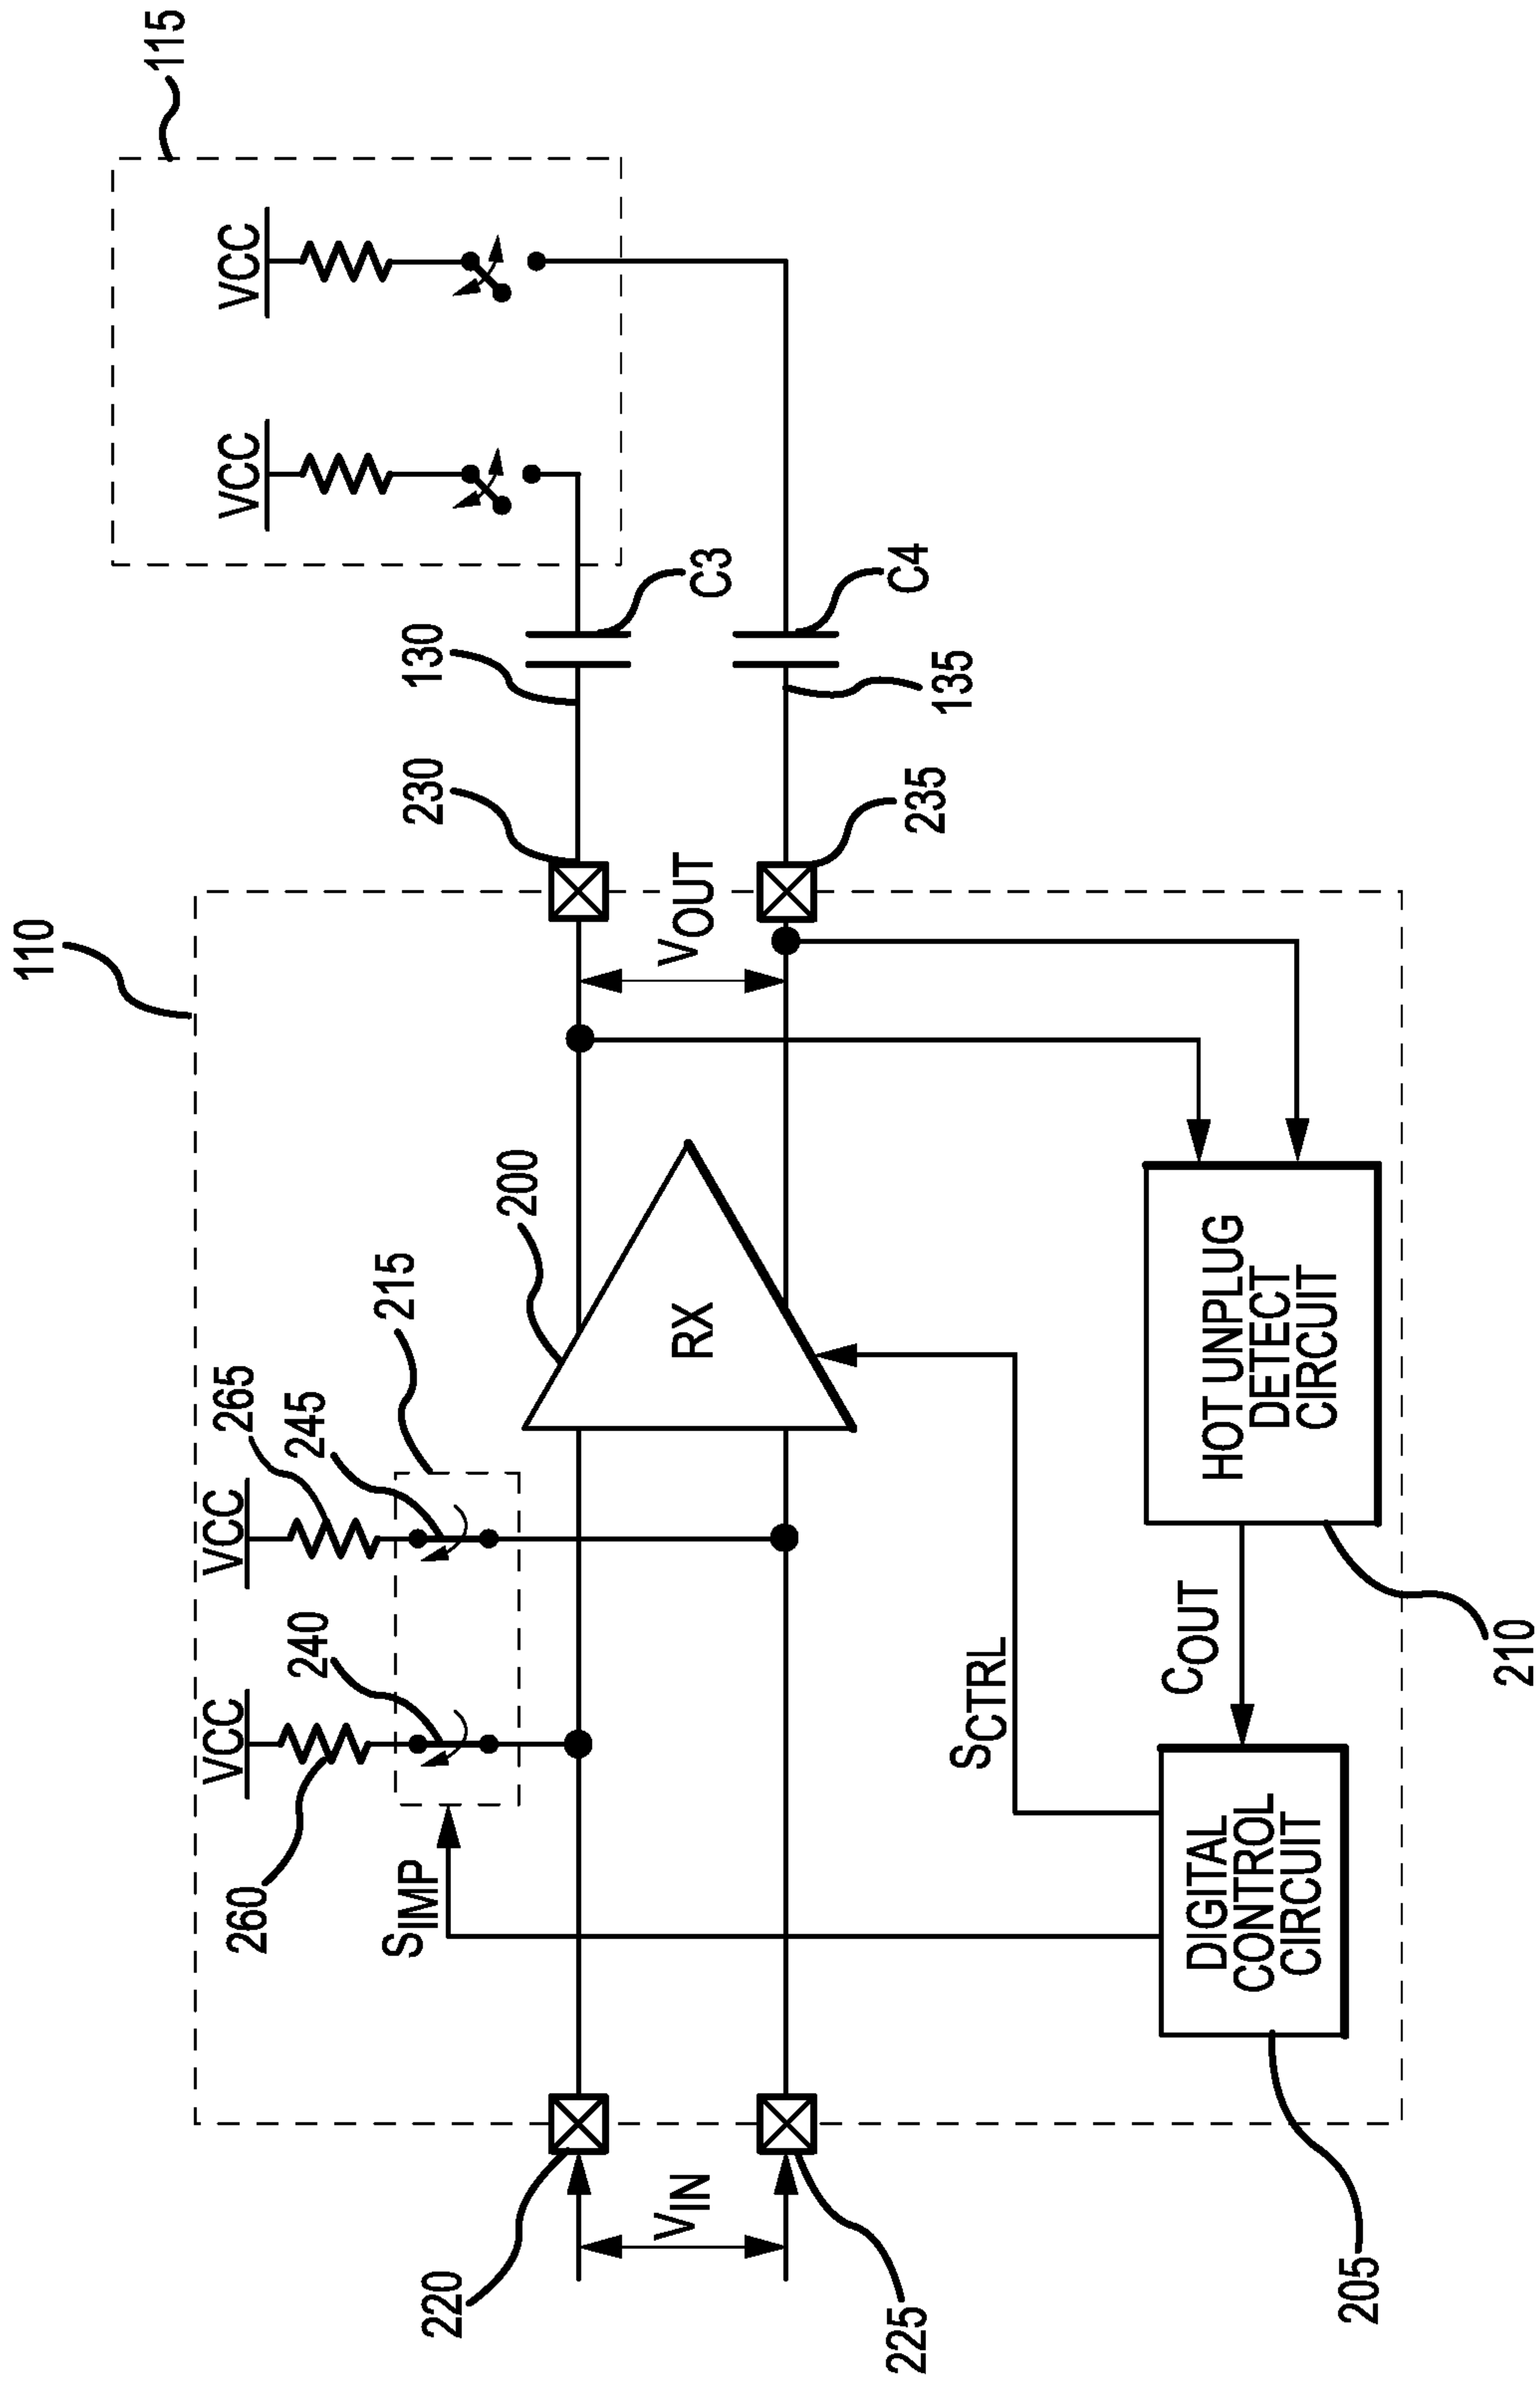 110
115
VCC
VCC
VCC
VCC
265
260
245
240
215
SIMP
200
230
130
C3
220
VIN
RX
VOUT
225
235
135
C4
SCTRL
DIGITAL
CONTROL
CIRCUIT
COUT
HOT UNPLUG
DETECT
CIRCUIT
205
210